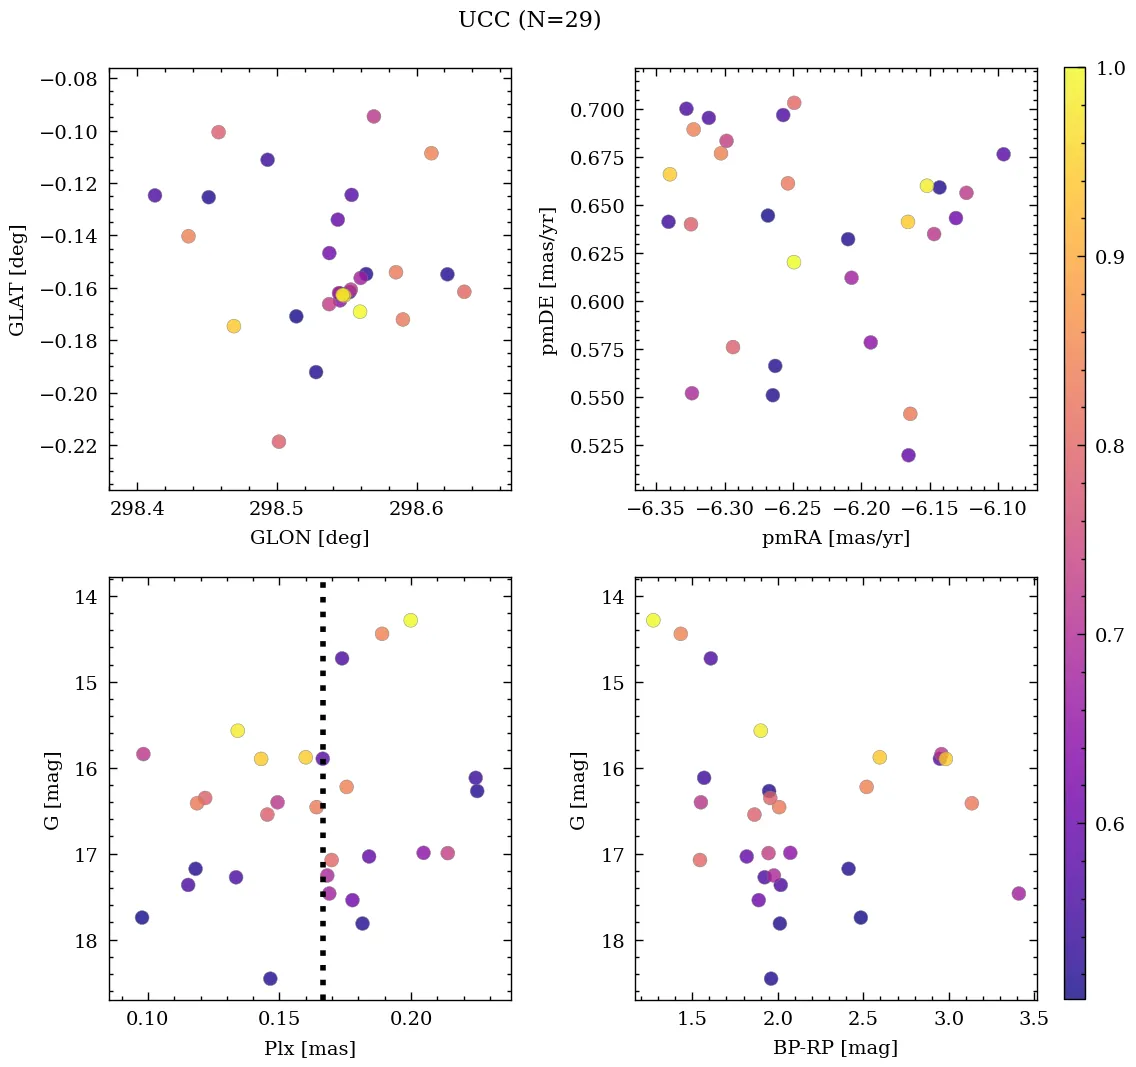 UCC (N=29)
−0.08
−0.10
−0.12
−0.14
−0.16
−0.18
−0.20
−0.22
GLAT [deg]
298.4 298.5 298.6
GLON [deg]
0.700
0.675
0.650
0.625
0.600
0.575
0.550
0.525
pmDE [mas/yr]
−6.35 −6.30 −6.25 −6.20 −6.15 −6.10
pmRA [mas/yr]
14
15
16
17
18
G [mag]
0.10 0.15 0.20
Plx [mas]
14
15
16
17
18
G [mag]
1.5 2.0 2.5 3.0 3.5
BP-RP [mag]
1.0
0.9
0.8
0.7
0.6